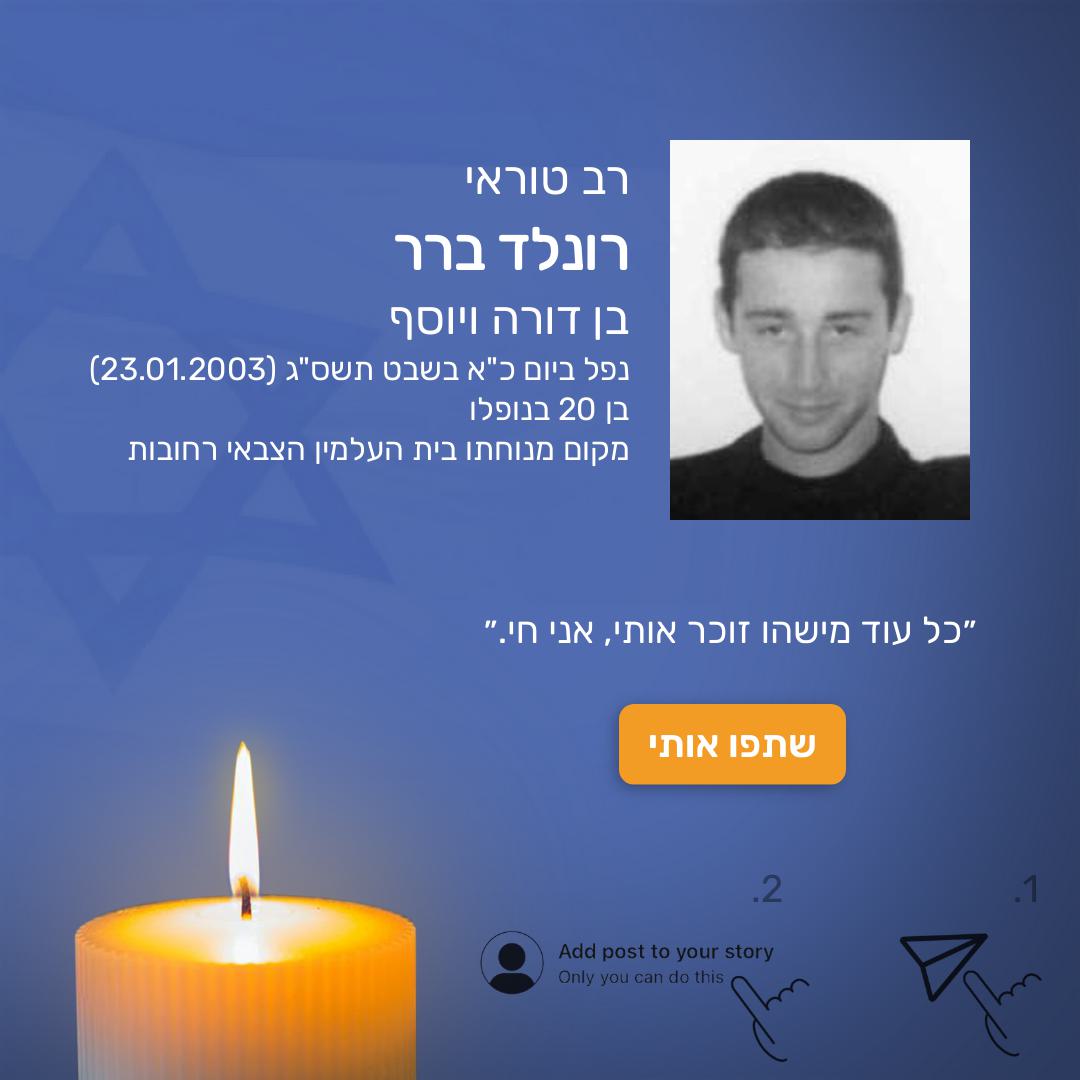 רב טוראי
רונלד ברר
בן דורה ויוסף
נפל ביום כ"א בשבט תשס"ג (23.01.2003)
בן 20 בנופלו
מקום מנוחתו בית העלמין הצבאי רחובות
״כל עוד מישהו זוכר אותי, אני חי.״
שתפו אותי
1.
2.
Add post to your story
Only you can do this